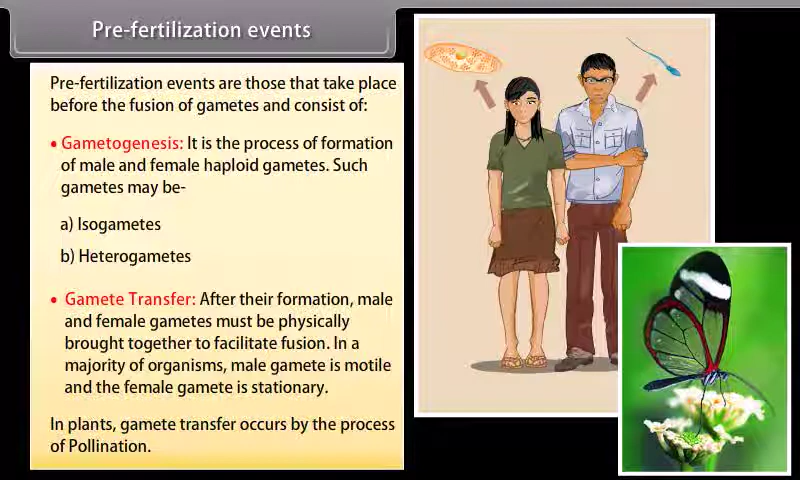 Pre-fertilization events
Pre-fertilization events are those that take place
before the fusion of gametes and consist of:
• Gametogenesis: It is the process of formation
of male and female haploid gametes. Such
gametes may be-
a) Isogametes
b) Heterogametes
• Gamete Transfer: After their formation, male
and female gametes must be physically
brought together to facilitate fusion. In a
majority of organisms, male gamete is motile
and the female gamete is stationary.
In plants, gamete transfer occurs by the process
of Pollination.